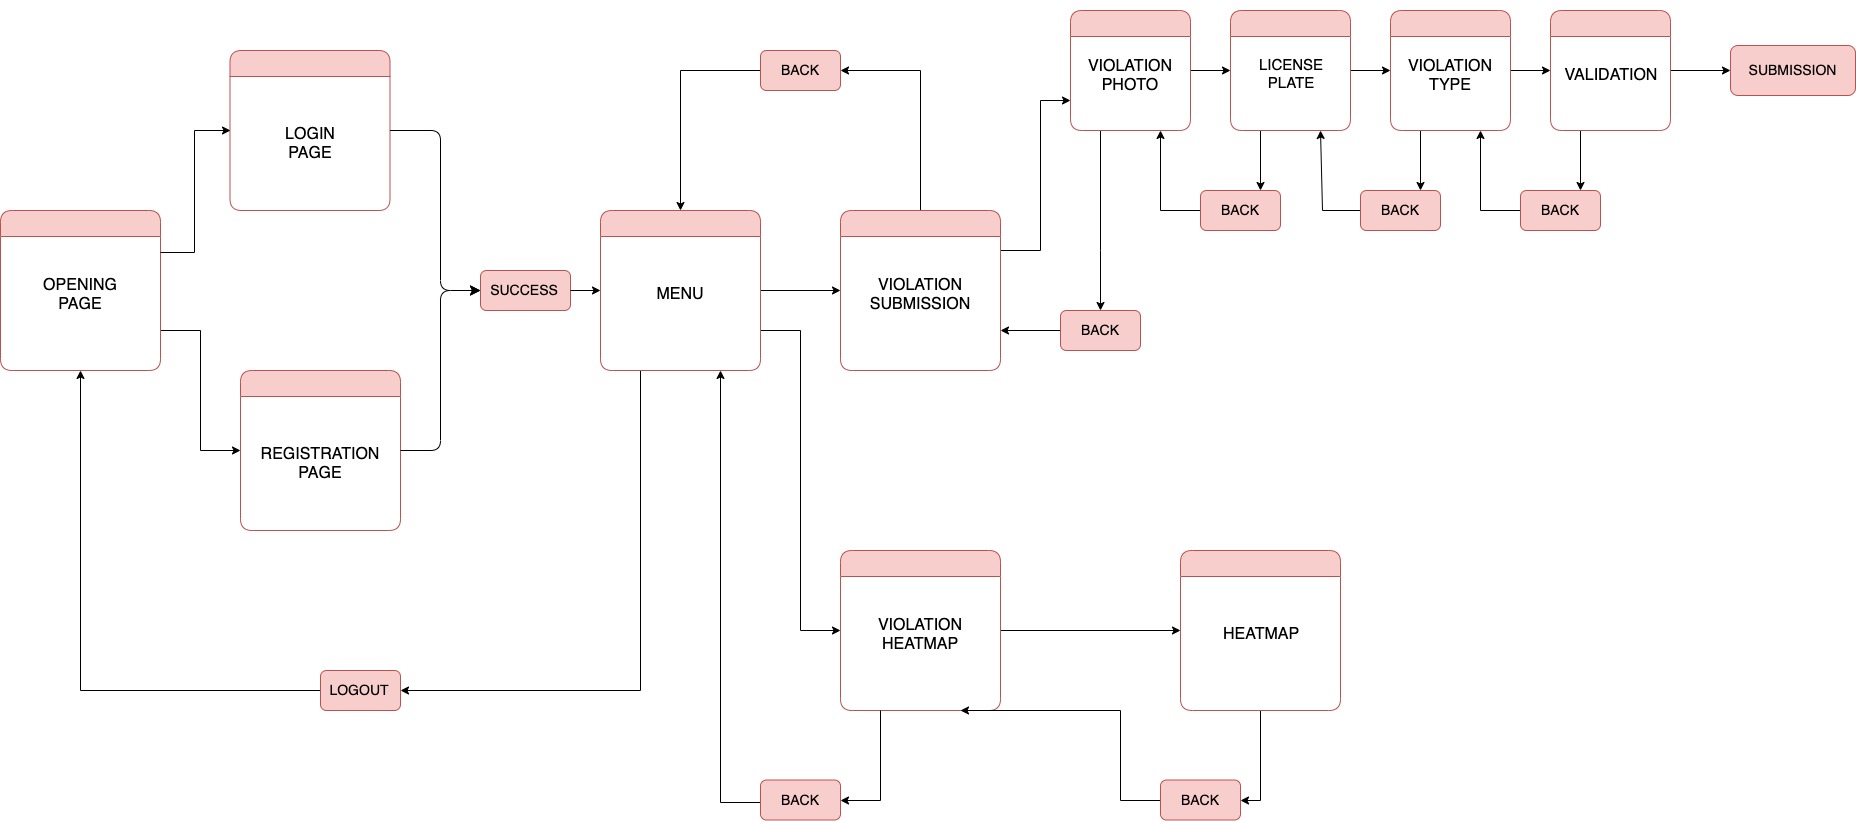 OPENING
PAGE
LOGIN
PAGE
REGISTRATION
PAGE
SUCCESS
LOGOUT
MENU
BACK
VIOLATION
SUBMISSION
VIOLATION
PHOTO
LICENSE
PLATE
VIOLATION
TYPE
VALIDATION
SUBMISSION
BACK
BACK
BACK
BACK
VIOLATION
HEATMAP
HEATMAP
BACK
BACK